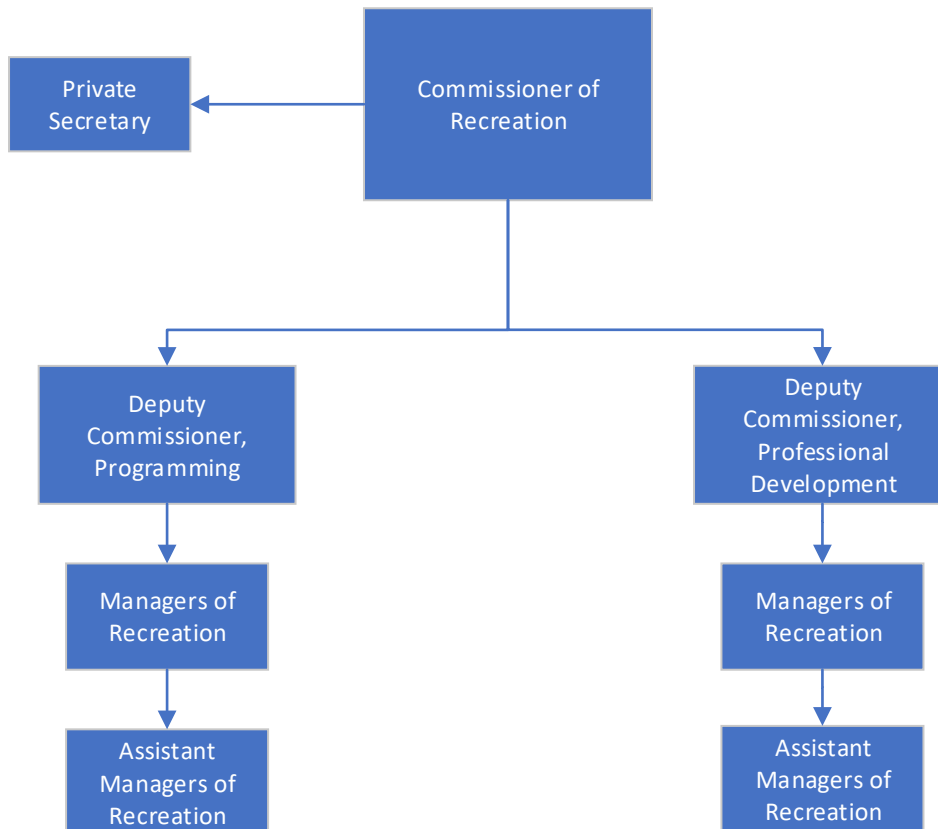 Private
Secretary
Commissioner of
Recreation
Deputy
Commissioner,
Programming
Deputy
Commissioner,
Professional
Development
Managers of
Recreation
Managers of
Recreation
Assistant
Managers of
Recreation
Assistant
Managers of
Recreation